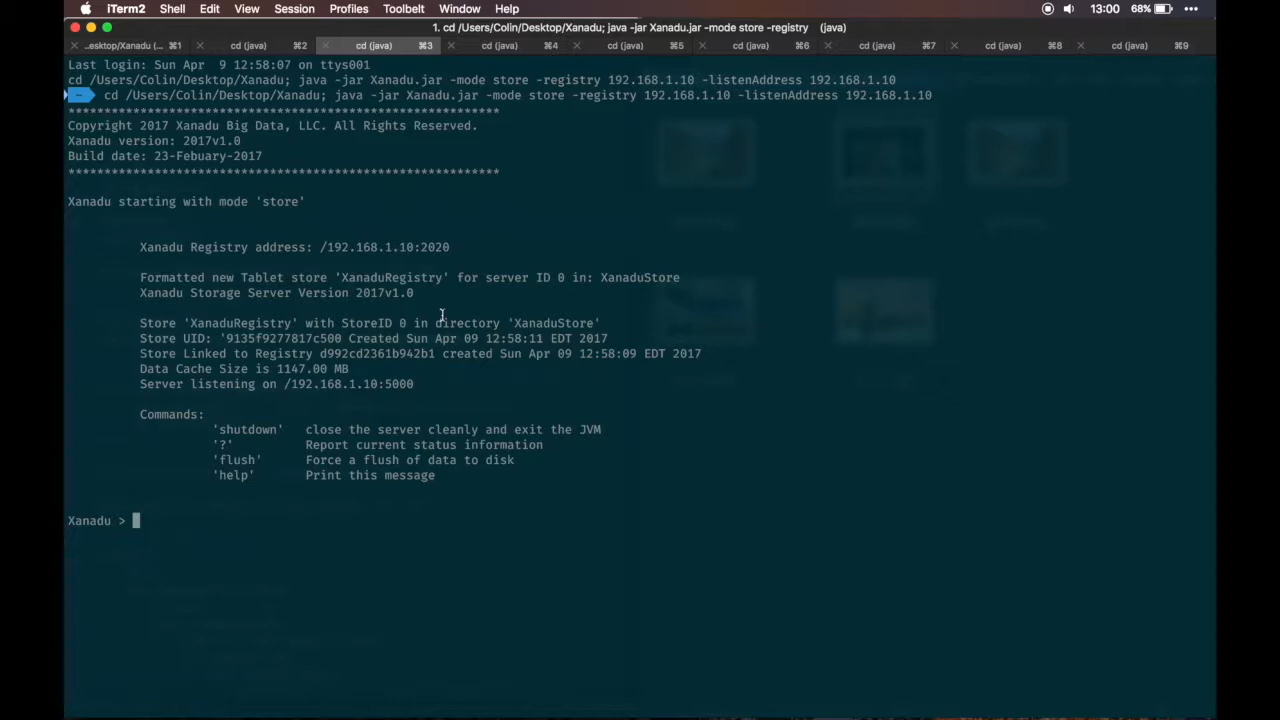 iTerm2 Shell Edit View Session Profiles Toolbelt Window Help 13:00 68%
1. cd /Users/Colin/Desktop/Xanadu; java -jar Xanadu.jar -mode store -registry (java)
..esktop/Xanadu (... ⌘1 cd (java) ⌘2 cd (java) ⌘3 cd (java) ⌘4 cd (java) ⌘5 cd (java) ⌘6 cd (java) ⌘7 cd (java) ⌘8 cd (java) ⌘9
Last login: Sun Apr  9 12:58:07 on ttys001
cd /Users/Colin/Desktop/Xanadu; java -jar Xanadu.jar -mode store -registry 192.168.1.10 -listenAddress 192.168.1.10
~ cd /Users/Colin/Desktop/Xanadu; java -jar Xanadu.jar -mode store -registry 192.168.1.10 -listenAddress 192.168.1.10
************************************************************
Copyright 2017 Xanadu Big Data, LLC. All Rights Reserved.
Xanadu version: 2017v1.0
Build date: 23-Febuary-2017
************************************************************
Xanadu starting with mode 'store'
Xanadu Registry address: /192.168.1.10:2020
Formatted new Tablet store 'XanaduRegistry' for server ID 0 in: XanaduStore
Xanadu Storage Server Version 2017v1.0
Store 'XanaduRegistry' with StoreID 0 in directory 'XanaduStore'
Store UID: '9135f9277817c500 Created Sun Apr 09 12:58:11 EDT 2017
Store Linked to Registry d992cd2361b942b1 created Sun Apr 09 12:58:09 EDT 2017
Data Cache Size is 1147.00 MB
Server listening on /192.168.1.10:5000
Commands:
'shutdown' close the server cleanly and exit the JVM
'?' Report current status information
'flush' Force a flush of data to disk
'help' Print this message
Xanadu >